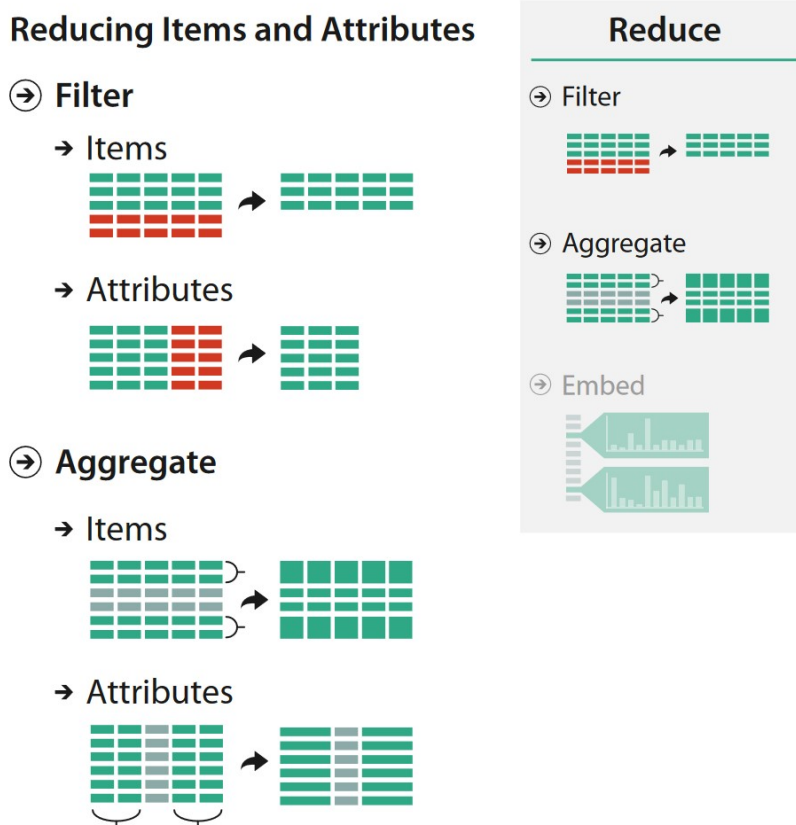 Reducing Items and Attributes
Filter
Items
Attributes
Aggregate
Items
Attributes
Reduce
Filter
Aggregate
Embed